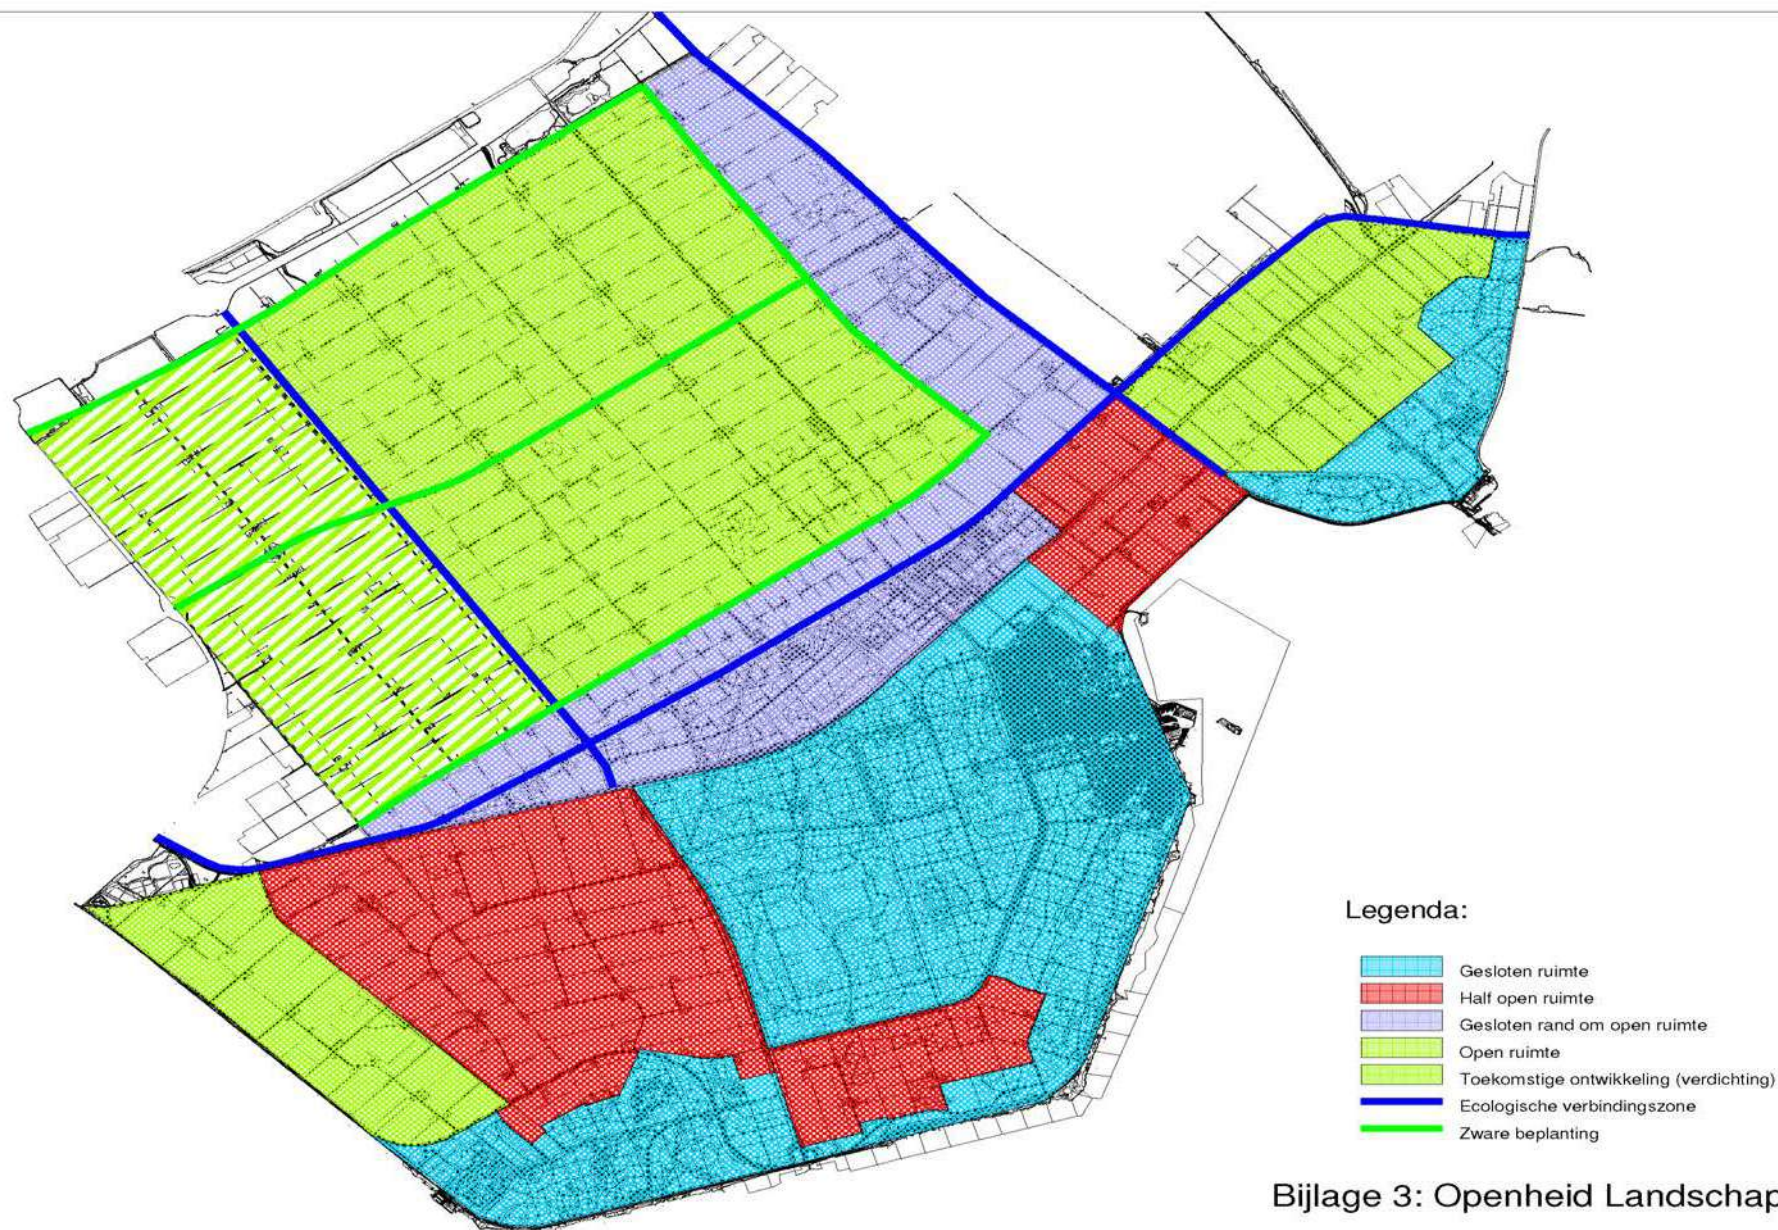 Legenda:
Gesloten ruimte
Half open ruimte
Gesloten rand om open ruimte
Open ruimte
Toekomstige ontwikkeling (verdichting)
Ecologische verbindingszone
Zware beplanting
Bijlage 3: Openheid Landschap